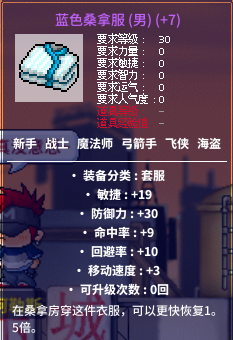 蓝色桑拿服 (男) (+7)
要求等级 : 30
要求力量 : 0
要求敏捷 : 0
要求智力 : 0
要求运气 : 0
要求人气度 : 0
新手 战士 魔法师 弓箭手 飞侠 海盗
· 装备分类 : 套服
· 敏捷 : +19
· 防御力 : +30
· 命中率 : +9
· 回避率 : +10
· 移动速度 : +3
· 可升级次数 : 0回
在桑拿房穿这件衣服，可以更快恢复1.
5倍。
城